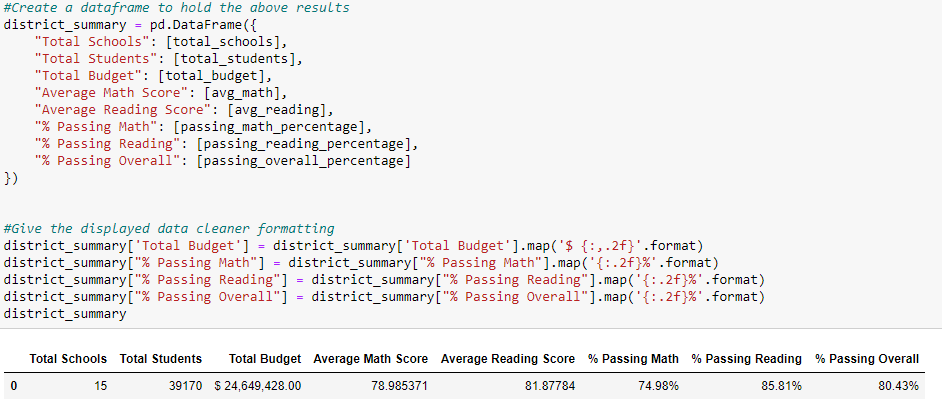 #Create a dataframe to hold the above results
district_summary = pd.DataFrame({
    "Total Schools": [total_schools],
    "Total Students": [total_students],
    "Total Budget": [total_budget],
    "Average Math Score": [avg_math],
    "Average Reading Score": [avg_reading],
    "% Passing Math": [passing_math_percentage],
    "% Passing Reading": [passing_reading_percentage],
    "% Passing Overall": [passing_overall_percentage]
})
#Give the displayed data cleaner formatting
district_summary['Total Budget'] = district_summary['Total Budget'].map('$ {:,.2f}'.format)
district_summary["% Passing Math"] = district_summary["% Passing Math"].map('{:.2f}%'.format)
district_summary["% Passing Reading"] = district_summary["% Passing Reading"].map('{:.2f}%'.format)
district_summary["% Passing Overall"] = district_summary["% Passing Overall"].map('{:.2f}%'.format)
district_summary
Total Schools Total Students Total Budget Average Math Score Average Reading Score % Passing Math % Passing Reading % Passing Overall
0 15 39170 $ 24,649,428.00 78.985371 81.87784 74.98% 85.81% 80.43%